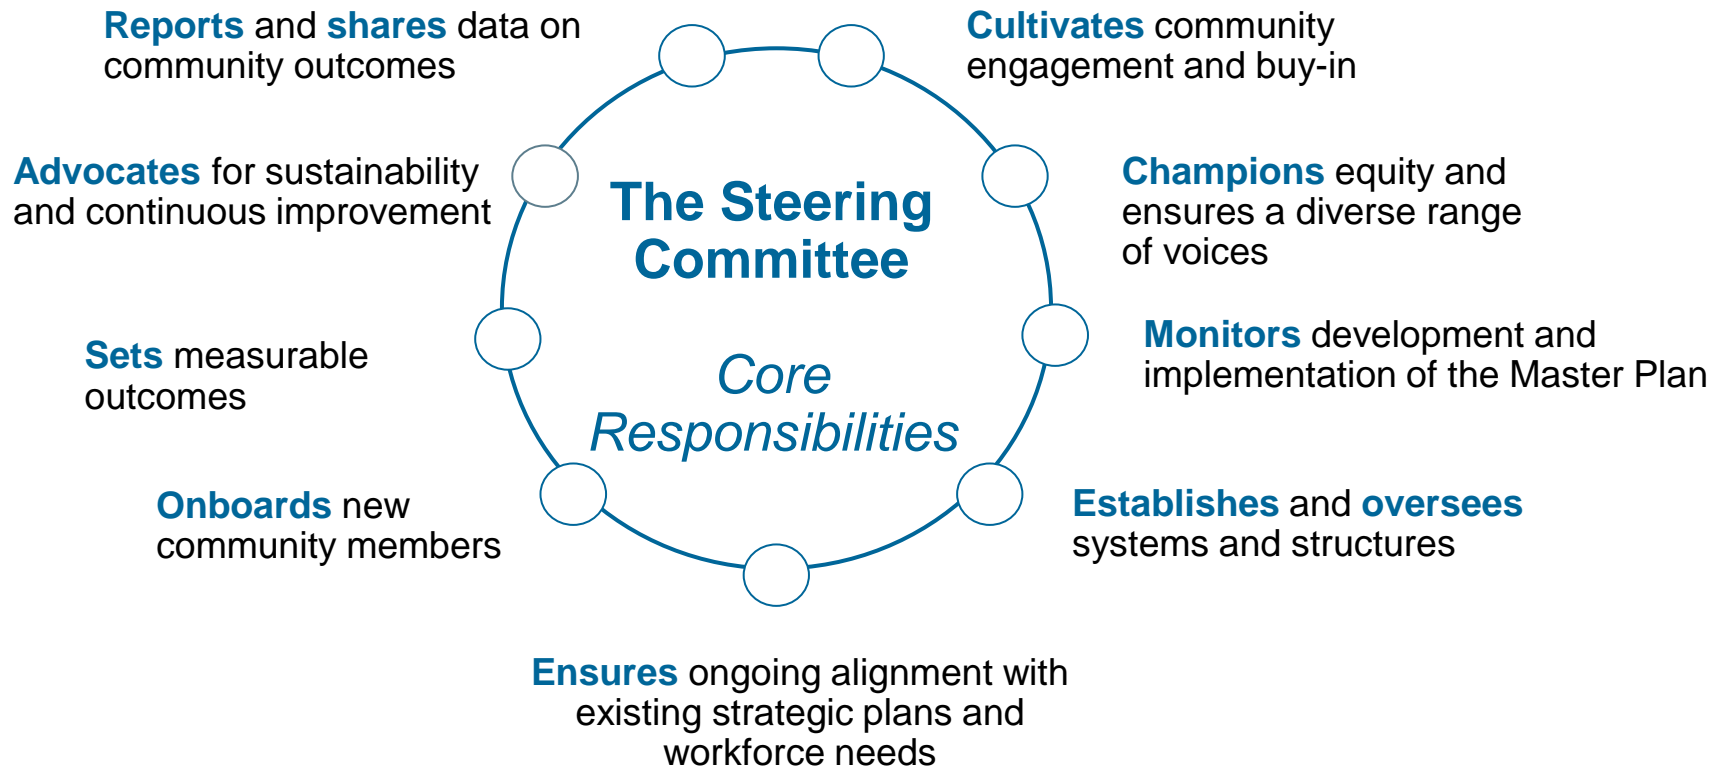 Reports and shares data on
community outcomes
Cultivates community
engagement and buy-in
Advocates for sustainability
and continuous improvement
The Steering
Committee
Champions equity and
ensures a diverse range
of voices
Sets measurable
outcomes
Core
Responsibilities
Monitors development and
implementation of the Master Plan
Onboards new
community members
Establishes and oversees
systems and structures
Ensures ongoing alignment with
existing strategic plans and
workforce needs